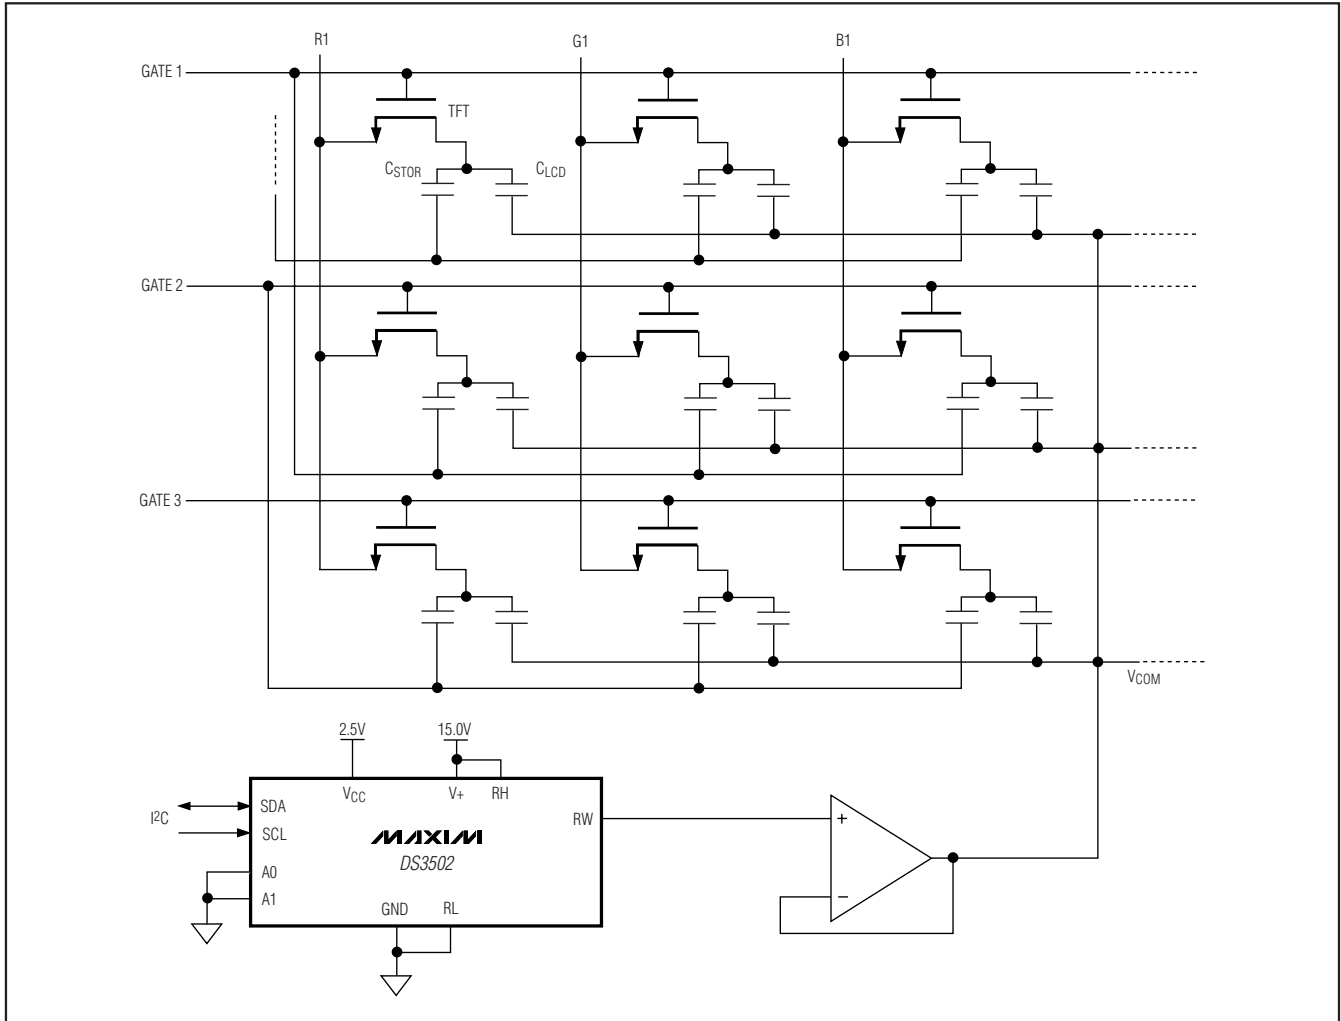 R1
G1
B1
GATE 1
TFT
CSTOR
CLCD
GATE 2
GATE 3
VCOM
2.5V
15.0V
VCC
V+
RH
I²C
SDA
SCL
RW
+
MAXIM
DS3502
A0
A1
GND
RL
−